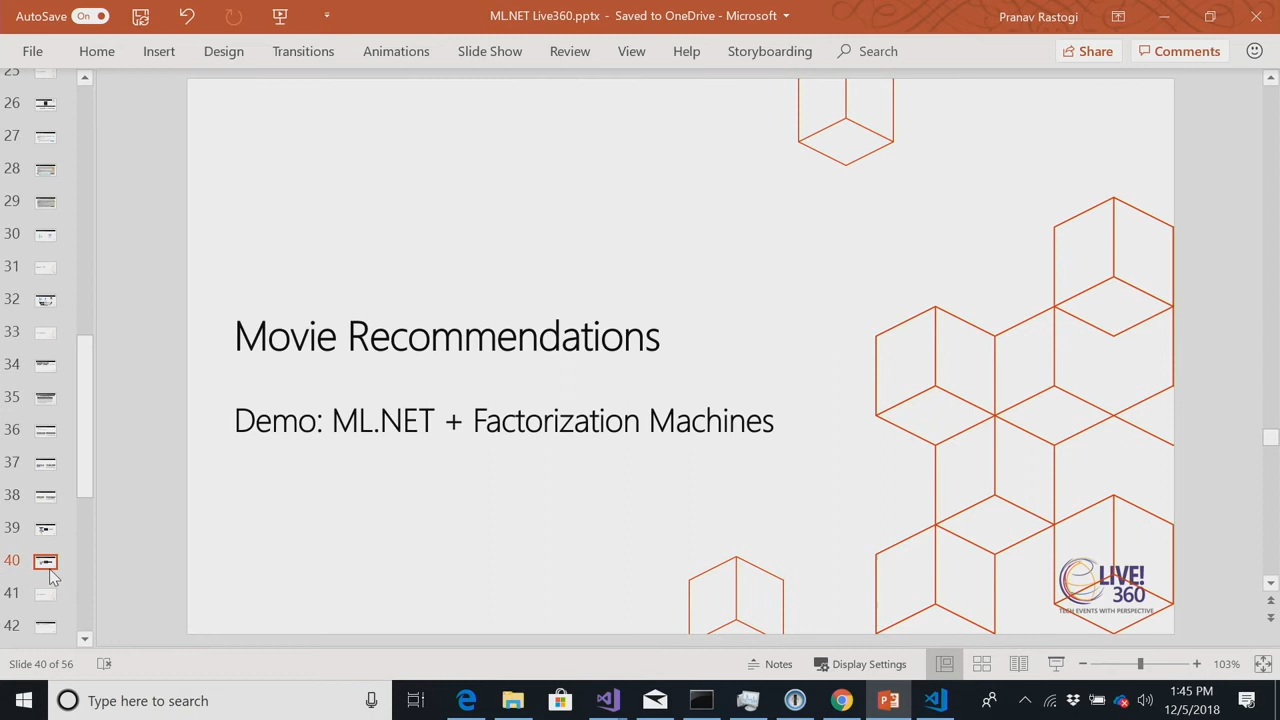 AutoSave On
ML.NET Live360.pptx - Saved to OneDrive - Microsoft
Pranav Rastogi
File Home Insert Design Transitions Animations Slide Show Review View Help Storyboarding Search Share Comments
25
26
27
28
29
30
31
32
33
34
35
36
37
38
39
40
41
42
Movie Recommendations
Demo: ML.NET + Factorization Machines
LIVE!
360
TECH EVENTS WITH PERSPECTIVE
Slide 40 of 56 Notes Display Settings 103%
Type here to search
1:45 PM
12/5/2018